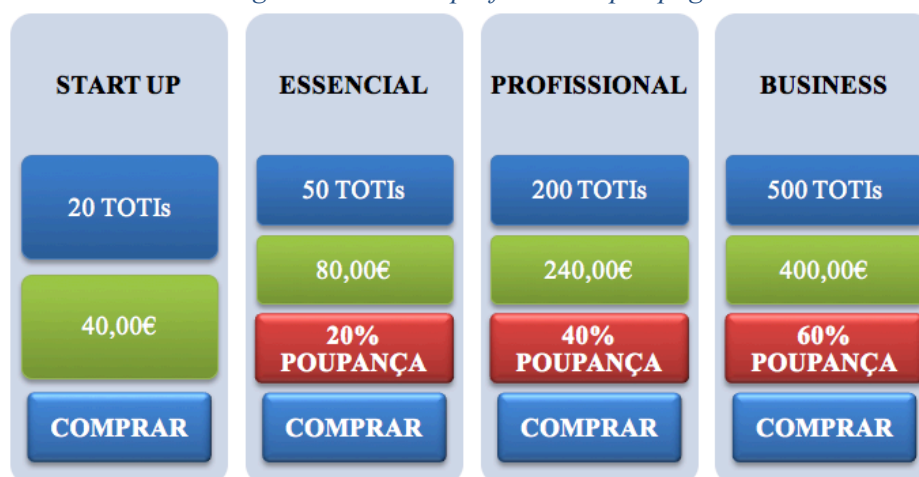 START UP
20 TOTIs
40,00€
COMPRAR
ESSENCIAL
50 TOTIs
80,00€
20%
POUPANÇA
COMPRAR
PROFISSIONAL
200 TOTIs
240,00€
40%
POUPANÇA
COMPRAR
BUSINESS
500 TOTIs
400,00€
60%
POUPANÇA
COMPRAR